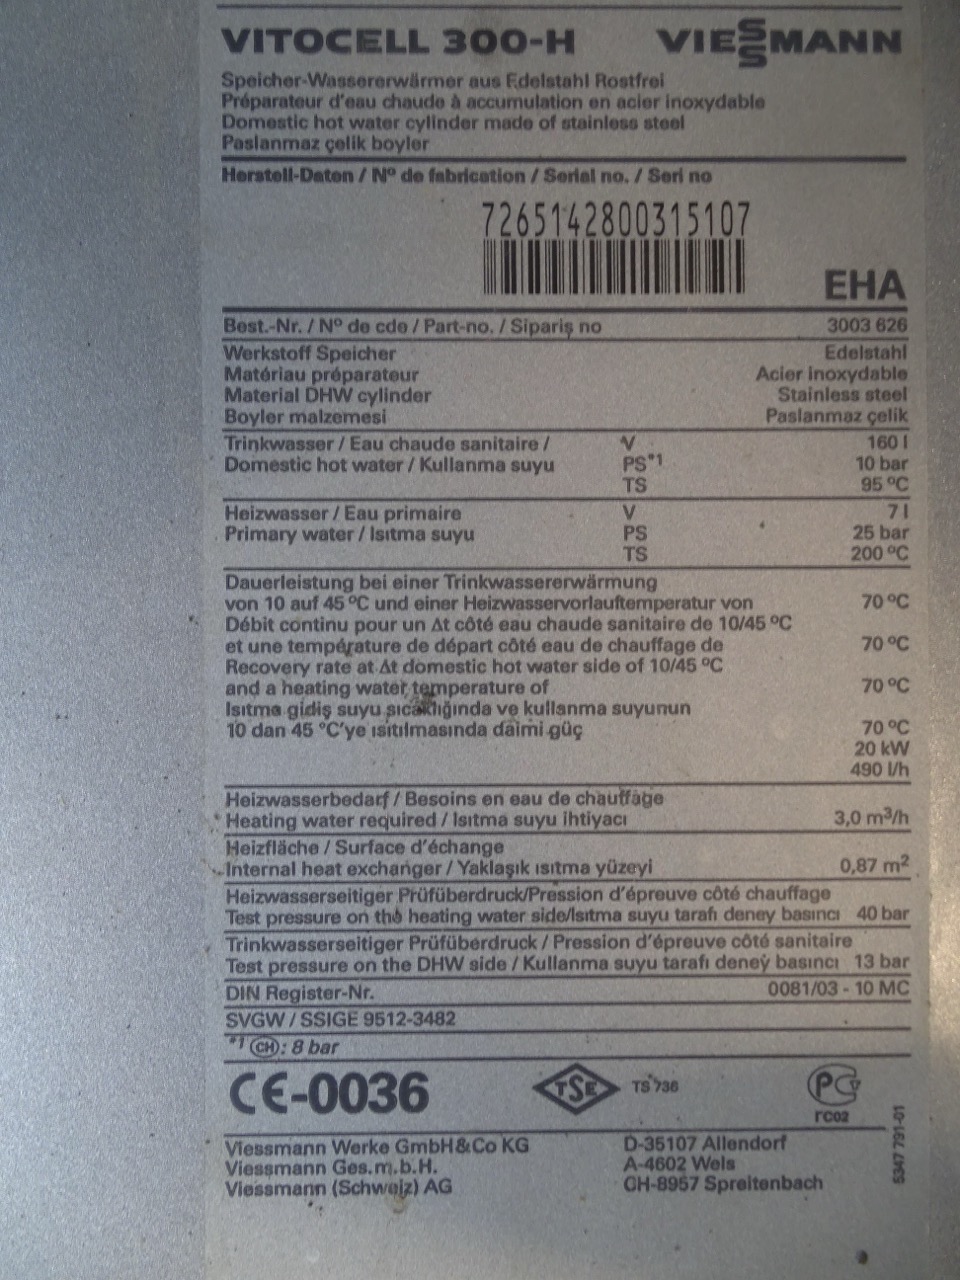 VITOCELL 300-H VIESSMANN
Speicher-Wassererwärmer aus Edelstahl Rostfrei
Préparateur d'eau chaude à accumulation en acier inoxydable
Domestic hot water cylinder made of stainless steel
Paslanmaz çelik boyler
Herstell-Daten / Nº de fabrication / Serial no. / Seri no
7265142800315107
EHA
Best.-Nr. / Nº de cde / Part-no. / Sipariş no 3003 626
Werkstoff Speicher Edelstahl
Matériau préparateur Acier inoxydable
Material DHW cylinder Stainless steel
Boyler malzemesi Paslanmaz çelik
Trinkwasser / Eau chaude sanitaire / V 160 l
Domestic hot water / Kullanma suyu PS*1 10 bar
TS 95 ºC
Heizwasser / Eau primaire V 7 l
Primary water / Isıtma suyu PS 25 bar
TS 200 ºC
Dauerleistung bei einer Trinkwassererwärmung
von 10 auf 45 ºC und einer Heizwasservorlauftemperatur von 70 ºC
Débit continu pour un Δt côté eau chaude sanitaire de 10/45 ºC
et une température de départ côté eau de chauffage de 70 ºC
Recovery rate at Δt domestic hot water side of 10/45 ºC
and a heating water temperature of 70 ºC
Isıtma gidiş suyu sıcaklığında ve kullanma suyunun
10 dan 45 °C'ye ısıtılmasında daimi güç 70 ºC
20 kW
490 l/h
Heizwasserbedarf / Besoins en eau de chauffage
Heating water required / Isıtma suyu ihtiyacı 3,0 m³/h
Heizfläche / Surface d'échange
Internal heat exchanger / Yaklaşık ısıtma yüzeyi 0,87 m²
Heizwasserseitiger Prüfüberdruck/Pression d'épreuve côté chauffage
Test pressure on the heating water side/Isıtma suyu tarafı deney basıncı 40 bar
Trinkwasserseitiger Prüfüberdruck / Pression d'épreuve côté sanitaire
Test pressure on the DHW side / Kullanma suyu tarafı deney basıncı 13 bar
DIN Register-Nr. 0081/03 - 10 MC
SVGW / SSIGE 9512-3482
*1 CH: 8 bar
CE-0036 TSE TS 736 PC
ГC02
5347 791-01
Viessmann Werke GmbH&Co KG D-35107 Allendorf
Viessmann Ges.m.b.H. A-4602 Wels
Viessmann (Schweiz) AG CH-8957 Spreitenbach